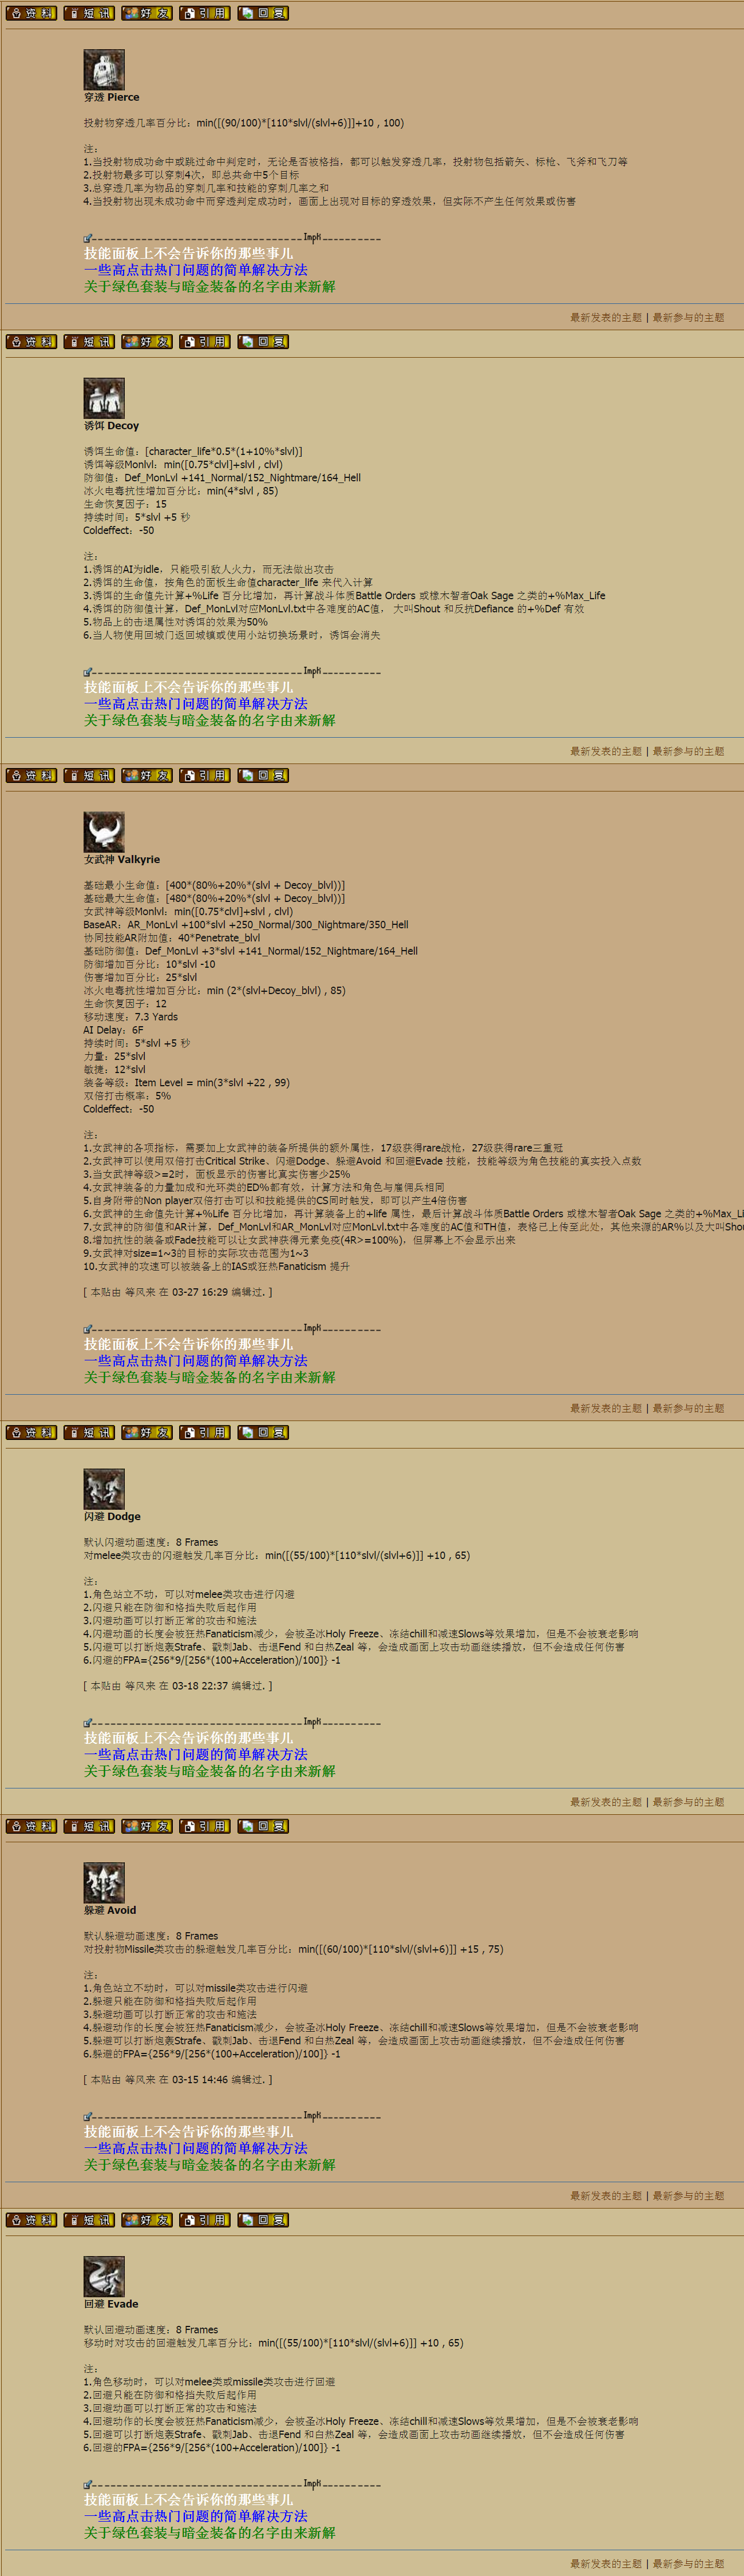 资 料 短 讯 好 友 引 用 回 复
穿透 Pierce
投射物穿透几率百分比：min([(90/100)*[110*slvl/(slvl+6)]]+10 , 100)
注：
1.当投射物成功命中或跳过命中判定时，无论是否被格挡，都可以触发穿透几率，投射物包括箭矢、标枪、飞斧和飞刀等
2.投射物最多可以穿刺4次，即总共命中5个目标
3.总穿透几率为物品的穿刺几率和技能的穿刺几率之和
4.当投射物出现未成功命中而穿透判定成功时，画面上出现对目标的穿透效果，但实际不产生任何效果或伤害
ImpK
技能面板上不会告诉你的那些事儿
一些高点击热门问题的简单解决方法
关于绿色套装与暗金装备的名字由来新解
最新发表的主题 | 最新参与的主题
资 料 短 讯 好 友 引 用 回 复
诱饵 Decoy
诱饵生命值：[character_life*0.5*(1+10%*slvl)]
诱饵等级Monlvl：min([0.75*clvl]+slvl , clvl)
防御值：Def_MonLvl +141_Normal/152_Nightmare/164_Hell
冰火电毒抗性增加百分比：min(4*slvl , 85)
生命恢复因子：15
持续时间：5*slvl +5 秒
Coldeffect：-50
注：
1.诱饵的AI为idle，只能吸引敌人火力，而无法做出攻击
2.诱饵的生命值，按角色的面板生命值character_life 来代入计算
3.诱饵的生命值先计算+%Life 百分比增加，再计算战斗体质Battle Orders 或橡木智者Oak Sage 之类的+%Max_Life
4.诱饵的防御值计算，Def_MonLvl对应MonLvl.txt中各难度的AC值， 大叫Shout 和反抗Defiance 的+%Def 有效
5.物品上的击退属性对诱饵的效果为50%
6.当人物使用回城门返回城镇或使用小站切换场景时，诱饵会消失
ImpK
技能面板上不会告诉你的那些事儿
一些高点击热门问题的简单解决方法
关于绿色套装与暗金装备的名字由来新解
最新发表的主题 | 最新参与的主题
资 料 短 讯 好 友 引 用 回 复
女武神 Valkyrie
基础最小生命值：[400*(80%+20%*(slvl + Decoy_blvl))]
基础最大生命值：[480*(80%+20%*(slvl + Decoy_blvl))]
女武神等级Monlvl：min([0.75*clvl]+slvl , clvl)
BaseAR：AR_MonLvl +100*slvl +250_Normal/300_Nightmare/350_Hell
协同技能AR附加值：40*Penetrate_blvl
基础防御值：Def_MonLvl +3*slvl +141_Normal/152_Nightmare/164_Hell
防御增加百分比：10*slvl -10
伤害增加百分比：25*slvl
冰火电毒抗性增加百分比：min (2*(slvl+Decoy_blvl) , 85)
生命恢复因子：12
移动速度：7.3 Yards
AI Delay：6F
持续时间：5*slvl +5 秒
力量：25*slvl
敏捷：12*slvl
装备等级：Item Level = min(3*slvl +22 , 99)
双倍打击概率：5%
Coldeffect：-50
注：
1.女武神的各项指标，需要加上女武神的装备所提供的额外属性，17级获得rare战枪，27级获得rare三重冠
2.女武神可以使用双倍打击Critical Strike、闪避Dodge、躲避Avoid 和回避Evade 技能，技能等级为角色技能的真实投入点数
3.当女武神等级>=2时，面板显示的伤害比真实伤害少25%
4.女武神装备的力量加成和光环类的ED%都有效，计算方法和角色与雇佣兵相同
5.自身附带的Non player双倍打击可以和技能提供的CS同时触发，即可以产生4倍伤害
6.女武神的生命值先计算+%Life 百分比增加，再计算装备上的+life 属性，最后计算战斗体质Battle Orders 或橡木智者Oak Sage 之类的+%Max_Li
7.女武神的防御值和AR计算，Def_MonLvl和AR_MonLvl对应MonLvl.txt中各难度的AC值和TH值，表格已上传至此处，其他来源的AR%以及大叫Shou
8.增加抗性的装备或Fade技能可以让女武神获得元素免疫(4R>=100%)，但屏幕上不会显示出来
9.女武神对size=1~3的目标的实际攻击范围为1~3
10.女武神的攻速可以被装备上的IAS或狂热Fanaticism 提升
[ 本贴由 等风来 在 03-27 16:29 编辑过. ]
ImpK
技能面板上不会告诉你的那些事儿
一些高点击热门问题的简单解决方法
关于绿色套装与暗金装备的名字由来新解
最新发表的主题 | 最新参与的主题
资 料 短 讯 好 友 引 用 回 复
闪避 Dodge
默认闪避动画速度：8 Frames
对melee类攻击的闪避触发几率百分比：min([(55/100)*[110*slvl/(slvl+6)]] +10 , 65)
注：
1.角色站立不动，可以对melee类攻击进行闪避
2.闪避只能在防御和格挡失败后起作用
3.闪避动画可以打断正常的攻击和施法
4.闪避动画的长度会被狂热Fanaticism减少，会被圣冰Holy Freeze、冻结chill和减速Slows等效果增加，但是不会被衰老影响
5.闪避可以打断炮轰Strafe、戳刺Jab、击退Fend 和白热Zeal 等，会造成画面上攻击动画继续播放，但不会造成任何伤害
6.闪避的FPA={256*9/[256*(100+Acceleration)/100]} -1
[ 本贴由 等风来 在 03-18 22:37 编辑过. ]
ImpK
技能面板上不会告诉你的那些事儿
一些高点击热门问题的简单解决方法
关于绿色套装与暗金装备的名字由来新解
最新发表的主题 | 最新参与的主题
资 料 短 讯 好 友 引 用 回 复
躲避 Avoid
默认躲避动画速度：8 Frames
对投射物Missile类攻击的躲避触发几率百分比：min([(60/100)*[110*slvl/(slvl+6)]] +15 , 75)
注：
1.角色站立不动时，可以对missile类攻击进行闪避
2.躲避只能在防御和格挡失败后起作用
3.躲避动画可以打断正常的攻击和施法
4.躲避动作的长度会被狂热Fanaticism减少，会被圣冰Holy Freeze、冻结chill和减速Slows等效果增加，但是不会被衰老影响
5.躲避可以打断炮轰Strafe、戳刺Jab、击退Fend 和白热Zeal 等，会造成画面上攻击动画继续播放，但不会造成任何伤害
6.躲避的FPA={256*9/[256*(100+Acceleration)/100]} -1
[ 本贴由 等风来 在 03-15 14:46 编辑过. ]
ImpK
技能面板上不会告诉你的那些事儿
一些高点击热门问题的简单解决方法
关于绿色套装与暗金装备的名字由来新解
最新发表的主题 | 最新参与的主题
资 料 短 讯 好 友 引 用 回 复
回避 Evade
默认回避动画速度：8 Frames
移动时对攻击的回避触发几率百分比：min([(55/100)*[110*slvl/(slvl+6)]] +10 , 65)
注：
1.角色移动时，可以对melee类或missile类攻击进行回避
2.回避只能在防御和格挡失败后起作用
3.回避动画可以打断正常的攻击和施法
4.回避动作的长度会被狂热Fanaticism减少，会被圣冰Holy Freeze、冻结chill和减速Slows等效果增加，但是不会被衰老影响
5.回避可以打断炮轰Strafe、戳刺Jab、击退Fend 和白热Zeal 等，会造成画面上攻击动画继续播放，但不会造成任何伤害
6.回避的FPA={256*9/[256*(100+Acceleration)/100]} -1
ImpK
技能面板上不会告诉你的那些事儿
一些高点击热门问题的简单解决方法
关于绿色套装与暗金装备的名字由来新解
最新发表的主题 | 最新参与的主题